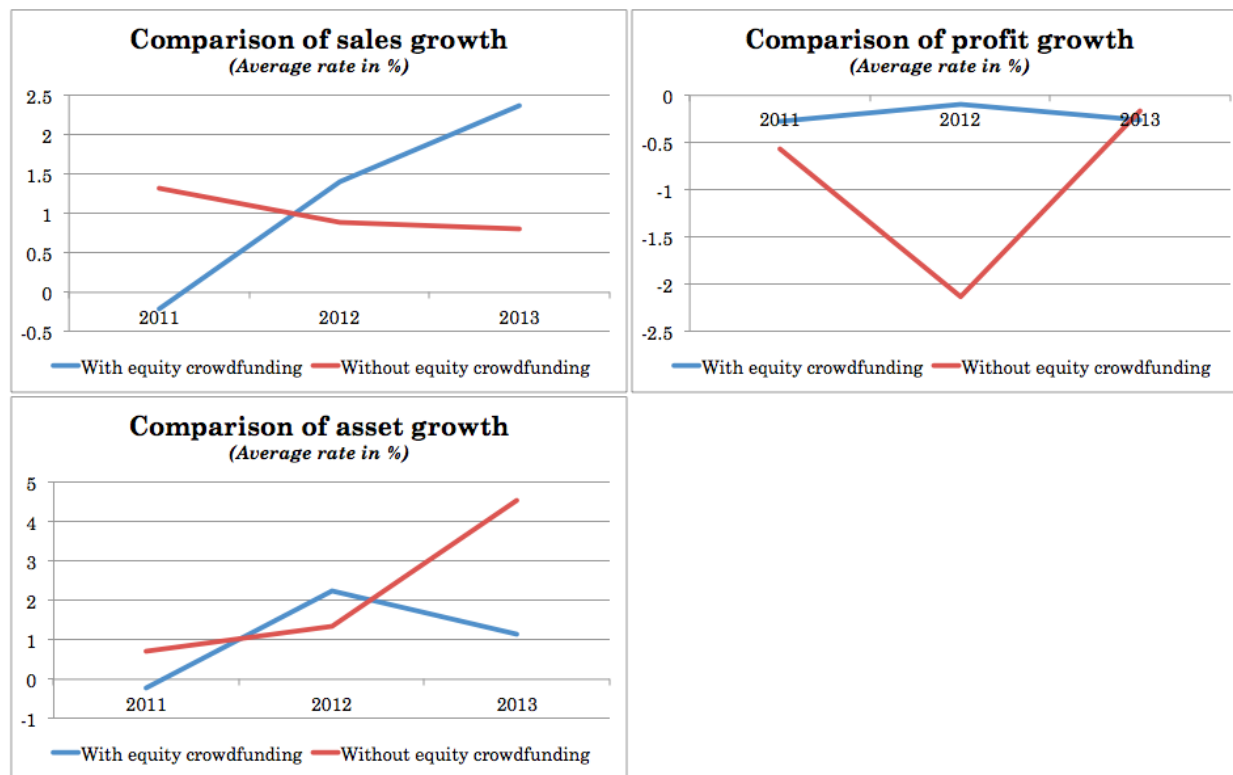 Comparison of sales growth
(Average rate in %)
2.5
2
1.5
1
0.5
0
-0.5
2011 2012 2013
With equity crowdfunding Without equity crowdfunding
Comparison of profit growth
(Average rate in %)
0
-0.5
-1
-1.5
-2
-2.5
2011 2012 2013
With equity crowdfunding Without equity crowdfunding
Comparison of asset growth
(Average rate in %)
5
4
3
2
1
0
-1
2011 2012 2013
With equity crowdfunding Without equity crowdfunding